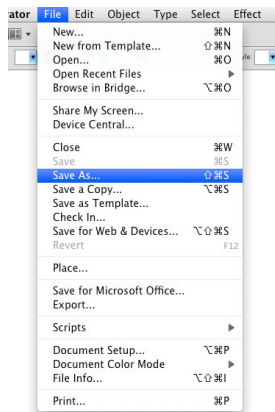 rator File Edit Object Type Select Effect
New... ⌘N
New from Template... ⇧⌘N
Open... ⌘O
Open Recent Files ▶
Browse in Bridge... ⌥⌘O
Share My Screen...
Device Central...
Close ⌘W
Save ⌘S
Save As... ⇧⌘S
Save a Copy... ⌥⌘S
Save as Template...
Check In...
Save for Web & Devices... ⌥⇧⌘S
Revert F12
Place...
Save for Microsoft Office...
Export...
Scripts ▶
Document Setup... ⌥⌘P
Document Color Mode ▶
File Info... ⌥⇧⌘I
Print... ⌘P